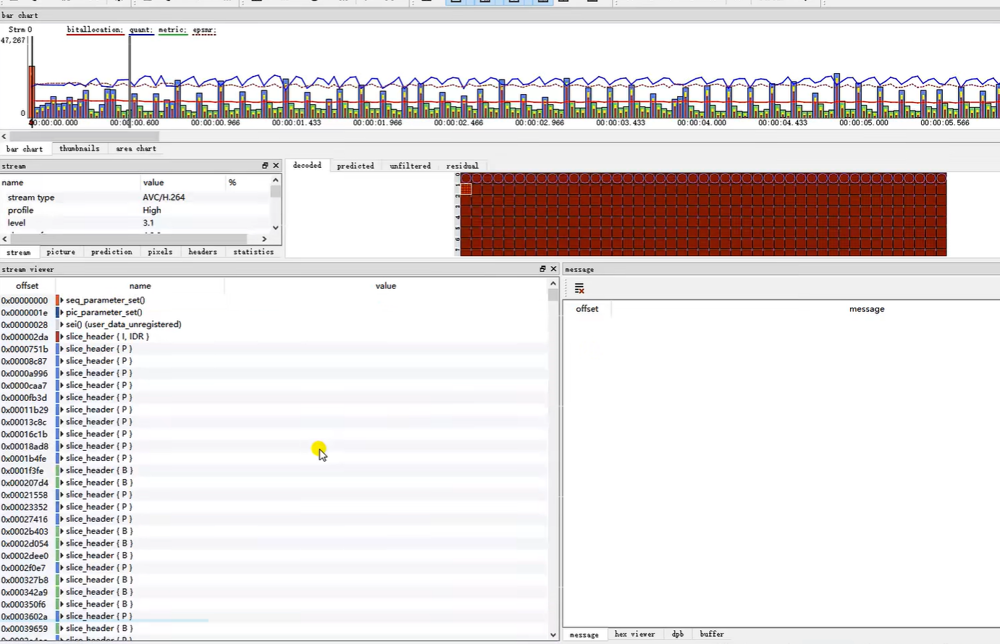 bar chart
Strm 0
bitallocation; quant; metric; epsnr;
47,267
0
00:00:00.000 00:00:00.600 00:00:00.966 00:00:01.433 00:00:01.966 00:00:02.466 00:00:02.966 00:00:03.433 00:00:04.000 00:00:04.433 00:00:05.000 00:00:05.566
bar chart thumbnails area chart
stream
name value %
stream type AVC/H.264
profile High
level 3.1
stream picture prediction pixels headers statistics
decoded predicted unfiltered residual
0
1
2
3
4
5
6
7
stream viewer
offset name value
0x00000000 seq_parameter_set()
0x0000001e pic_parameter_set()
0x00000028 sei() (user_data_unregistered)
0x000002da slice_header { I, IDR }
0x0000751b slice_header { P }
0x00008c87 slice_header { P }
0x0000a996 slice_header { P }
0x0000caa7 slice_header { P }
0x0000fb3d slice_header { P }
0x00011b29 slice_header { P }
0x00013c8c slice_header { P }
0x00016c1b slice_header { P }
0x00018ad8 slice_header { P }
0x0001b4fe slice_header { P }
0x0001f3fe slice_header { B }
0x000207d4 slice_header { B }
0x00021558 slice_header { P }
0x00023352 slice_header { P }
0x00027416 slice_header { P }
0x0002b403 slice_header { B }
0x0002d054 slice_header { B }
0x0002dee0 slice_header { B }
0x0002f0e7 slice_header { P }
0x000327b8 slice_header { B }
0x000342a9 slice_header { B }
0x000350f6 slice_header { B }
0x0003602a slice_header { P }
0x00039659 slice_header { B }
message
offset message
message hex viewer dpb buffer